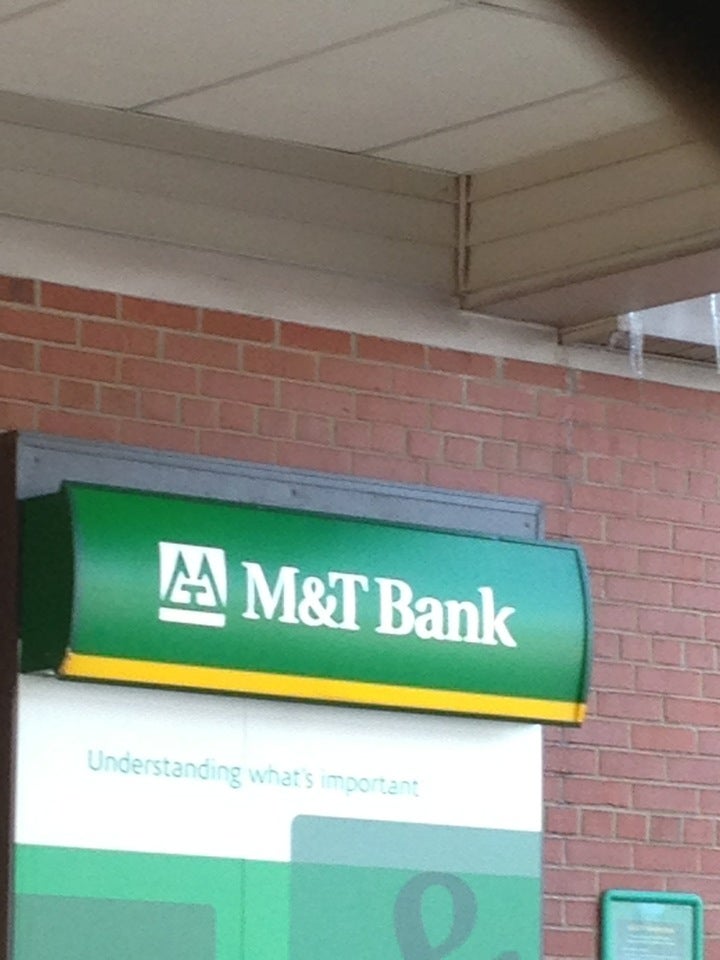 M&T Bank
Understanding what's important
&